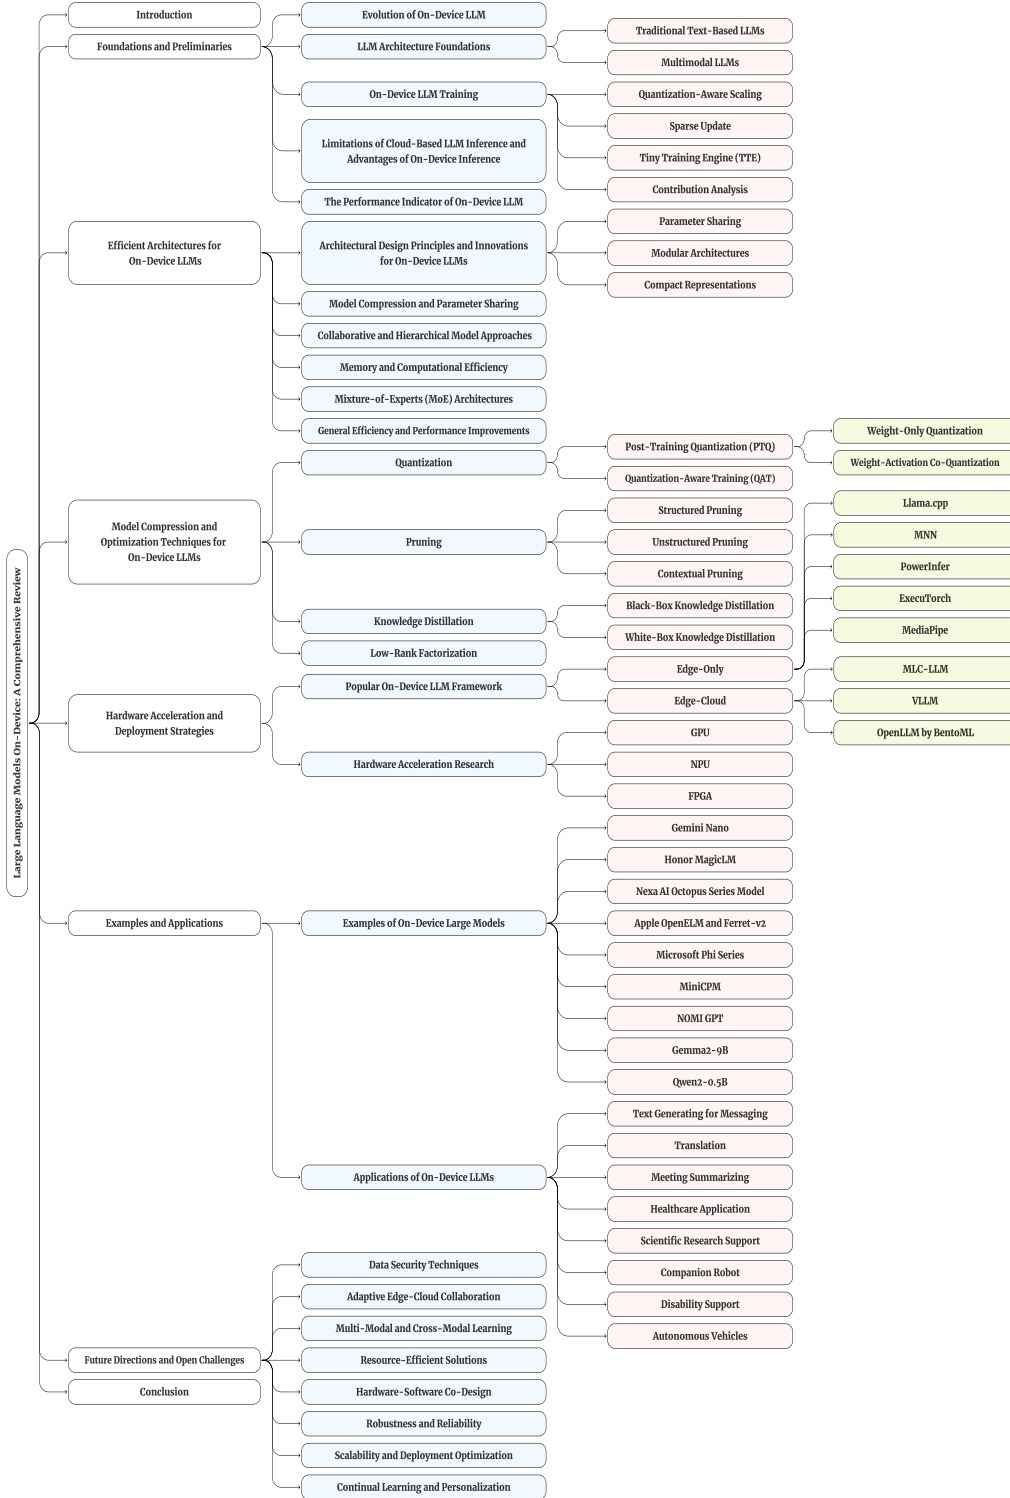 Large Language Models On-Device: A Comprehensive Review
Introduction
Foundations and Preliminaries
Evolution of On-Device LLM
LLM Architecture Foundations
Traditional Text-Based LLMs
Multimodal LLMs
On-Device LLM Training
Quantization-Aware Scaling
Sparse Update
Tiny Training Engine (TTE)
Contribution Analysis
Limitations of Cloud-Based LLM Inference and
Advantages of On-Device Inference
The Performance Indicator of On-Device LLM
Efficient Architectures for
On-Device LLMs
Architectural Design Principles and Innovations
for On-Device LLMs
Parameter Sharing
Modular Architectures
Compact Representations
Model Compression and Parameter Sharing
Collaborative and Hierarchical Model Approaches
Memory and Computational Efficiency
Mixture-of-Experts (MoE) Architectures
General Efficiency and Performance Improvements
Model Compression and
Optimization Techniques for
On-Device LLMs
Quantization
Post-Training Quantization (PTQ)
Weight-Only Quantization
Weight-Activation Co-Quantization
Quantization-Aware Training (QAT)
Pruning
Structured Pruning
Unstructured Pruning
Contextual Pruning
Knowledge Distillation
Black-Box Knowledge Distillation
White-Box Knowledge Distillation
Low-Rank Factorization
Hardware Acceleration and
Deployment Strategies
Popular On-Device LLM Framework
Edge-Only
Llama.cpp
MNN
PowerInfer
ExecuTorch
MediaPipe
Edge-Cloud
MLC-LLM
VLLM
OpenLLM by BentoML
Hardware Acceleration Research
GPU
NPU
FPGA
Examples and Applications
Examples of On-Device Large Models
Gemini Nano
Honor MagicLM
Nexa AI Octopus Series Model
Apple OpenELM and Ferret-v2
Microsoft Phi Series
MiniCPM
NOMI GPT
Gemma2-9B
Qwen2-0.5B
Applications of On-Device LLMs
Text Generating for Messaging
Translation
Meeting Summarizing
Healthcare Application
Scientific Research Support
Companion Robot
Disability Support
Autonomous Vehicles
Future Directions and Open Challenges
Data Security Techniques
Adaptive Edge-Cloud Collaboration
Multi-Modal and Cross-Modal Learning
Resource-Efficient Solutions
Hardware-Software Co-Design
Robustness and Reliability
Scalability and Deployment Optimization
Continual Learning and Personalization
Conclusion